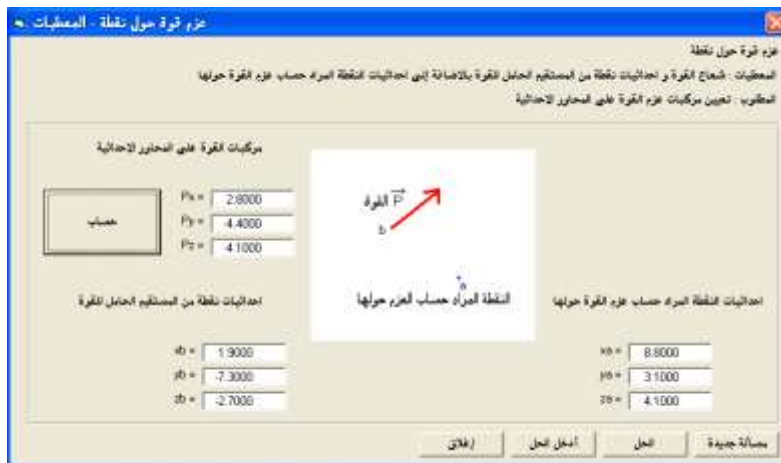 عزم قوة حول نقطة - المعطيات
عزم قوة حول نقطة
المعطيات : شعاع القوة و احداثيات نقطة من المستقيم الحامل للقوة بالاضافة إلى احداثيات النقطة المراد حساب عزم القوة حولها
المطلوب : تعيين مركبات عزم القوة على المحاور الاحداثية
مركبات القوة على المحاور الاحداثية
Px = 2.8000
Py = 4.4000
Pz = 4.1000
حساب
القوة P
b
a
النقطة المراد حساب العزم حولها
احداثيات النقطة المراد حساب عزم القوة حولها
xa = 8.8000
ya = 3.1000
za = 4.1000
احداثيات نقطة من المستقيم الحامل للقوة
xb = 1.9000
yb = -7.3000
zb = -2.7000
مسألة جديدة
الحل
أدخل الحل
إغلاق